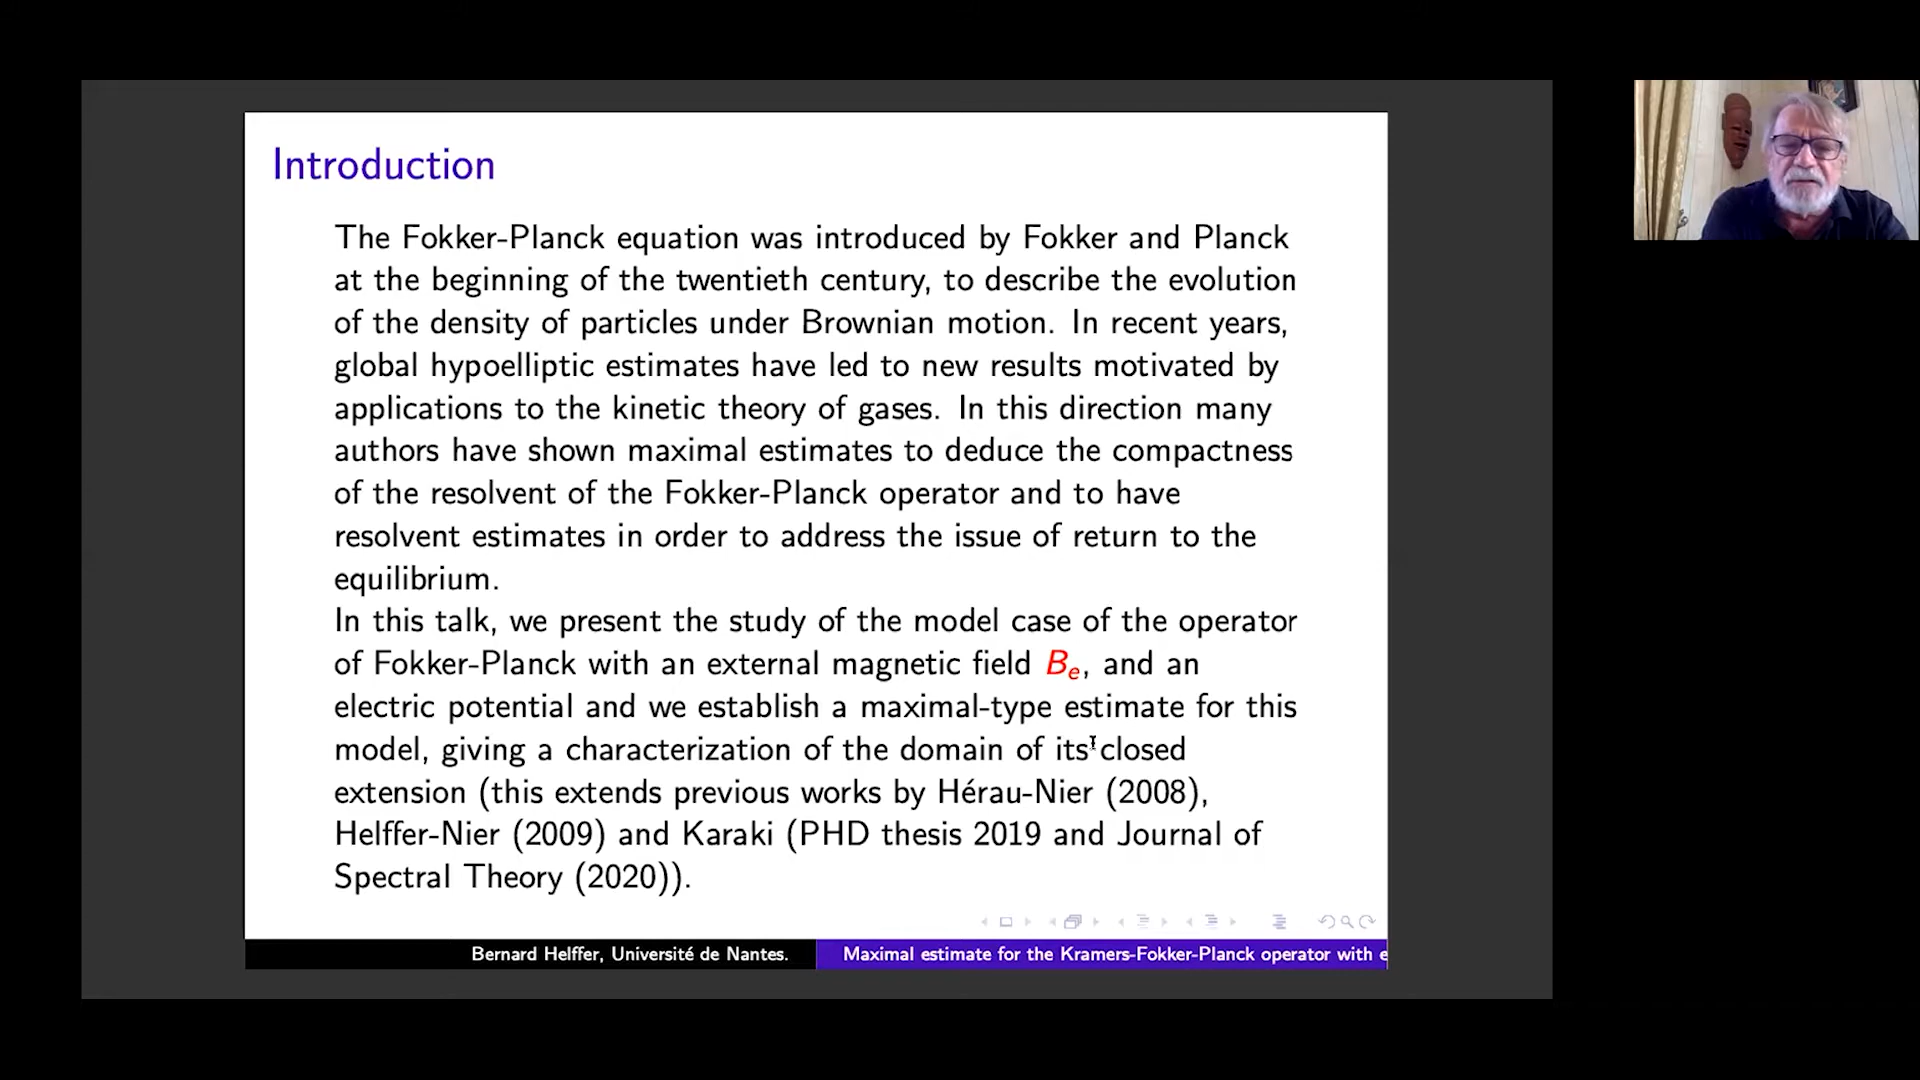 Introduction
The Fokker-Planck equation was introduced by Fokker and Planck
at the beginning of the twentieth century, to describe the evolution
of the density of particles under Brownian motion. In recent years,
global hypoelliptic estimates have led to new results motivated by
applications to the kinetic theory of gases. In this direction many
authors have shown maximal estimates to deduce the compactness
of the resolvent of the Fokker-Planck operator and to have
resolvent estimates in order to address the issue of return to the
equilibrium.
In this talk, we present the study of the model case of the operator
of Fokker-Planck with an external magnetic field Bₑ, and an
electric potential and we establish a maximal-type estimate for this
model, giving a characterization of the domain of its closed
extension (this extends previous works by Hérau-Nier (2008),
Helffer-Nier (2009) and Karaki (PHD thesis 2019 and Journal of
Spectral Theory (2020)).
Bernard Helffer, Université de Nantes.
Maximal estimate for the Kramers-Fokker-Planck operator with e